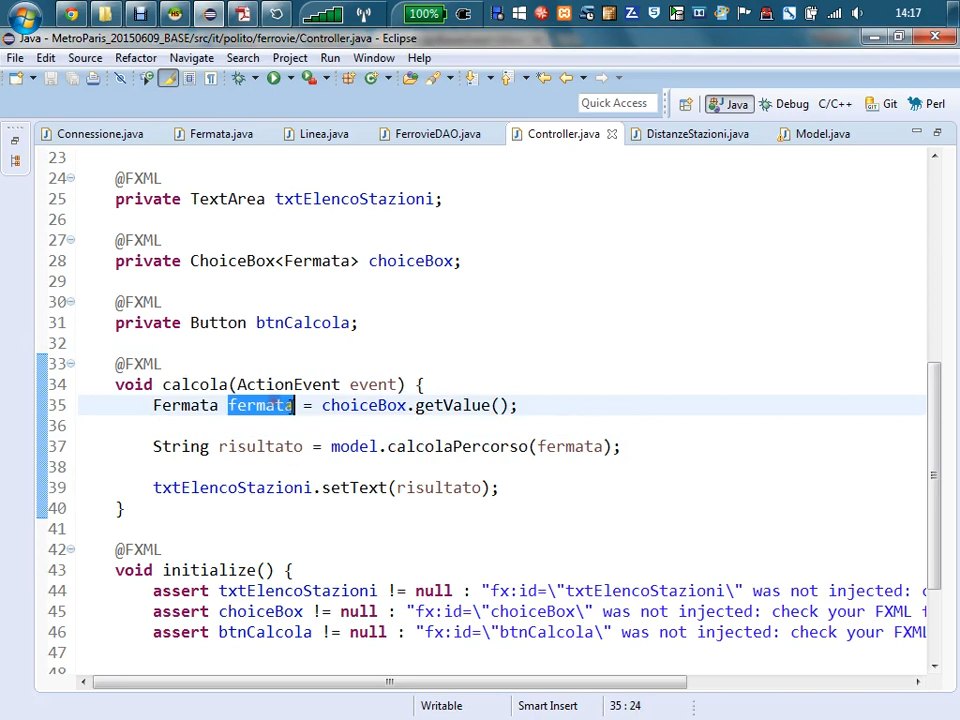 100%
14:17
Java - MetroParis_20150609_BASE/src/it/polito/ferrovie/Controller.java - Eclipse
File Edit Source Refactor Navigate Search Project Run Window Help
Quick Access
Java Debug C/C++ Git Perl
Connessione.java Fermata.java Linea.java FerrovieDAO.java Controller.java DistanzeStazioni.java Model.java
23
24 @FXML
25 private TextArea txtElencoStazioni;
26
27 @FXML
28 private ChoiceBox<Fermata> choiceBox;
29
30 @FXML
31 private Button btnCalcola;
32
33 @FXML
34 void calcola(ActionEvent event) {
35 Fermata fermata = choiceBox.getValue();
36
37 String risultato = model.calcolaPercorso(fermata);
38
39 txtElencoStazioni.setText(risultato);
40 }
41
42 @FXML
43 void initialize() {
44 assert txtElencoStazioni != null : "fx:id=\"txtElencoStazioni\" was not injected:
45 assert choiceBox != null : "fx:id=\"choiceBox\" was not injected: check your FXML
46 assert btnCalcola != null : "fx:id=\"btnCalcola\" was not injected: check your FXML
47
48
Writable Smart Insert 35 : 24